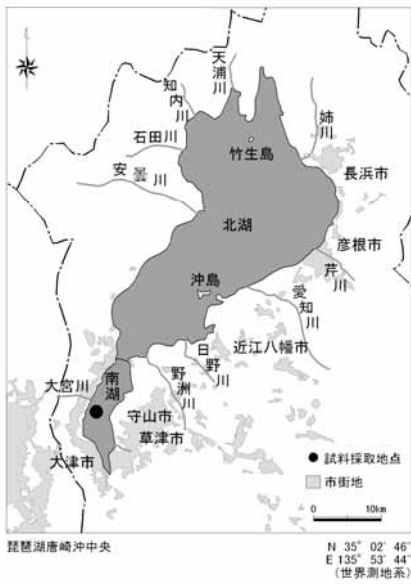 天浦川
知内川
石田川
安曇川
姉川
竹生島
長浜市
北湖
彦根市
芹川
沖島
愛知川
近江八幡市
日野川
野洲川
大宮川
南湖
守山市
草津市
大津市
試料採取地点
市街地
0 10km
琵琶湖唐崎沖中央
N 35° 02' 46"
E 135° 53' 44"
(世界測地系)